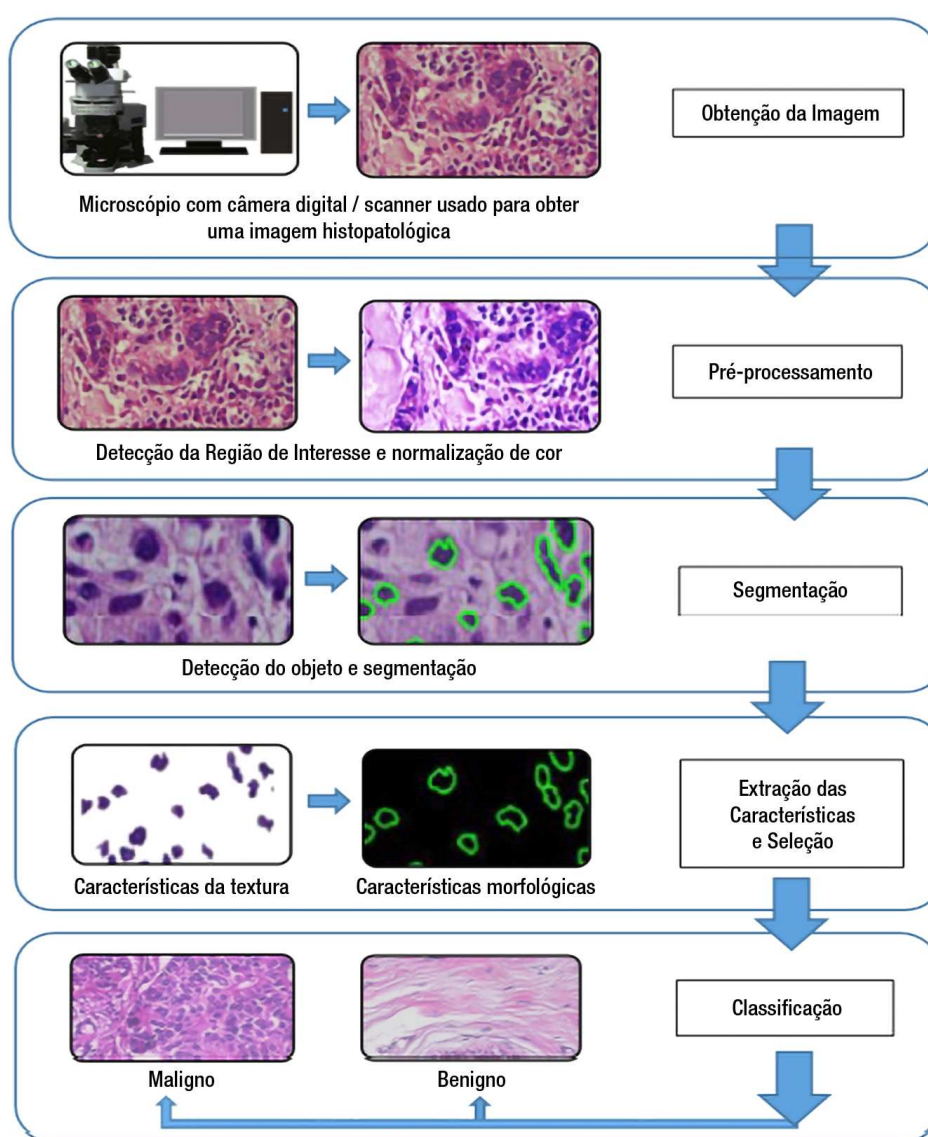 Obtenção da Imagem
Microscópio com câmera digital / scanner usado para obter
uma imagem histopatológica
Pré-processamento
Detecção da Região de Interesse e normalização de cor
Segmentação
Detecção do objeto e segmentação
Extração das
Características
e Seleção
Características da textura
Características morfológicas
Classificação
Maligno
Benigno